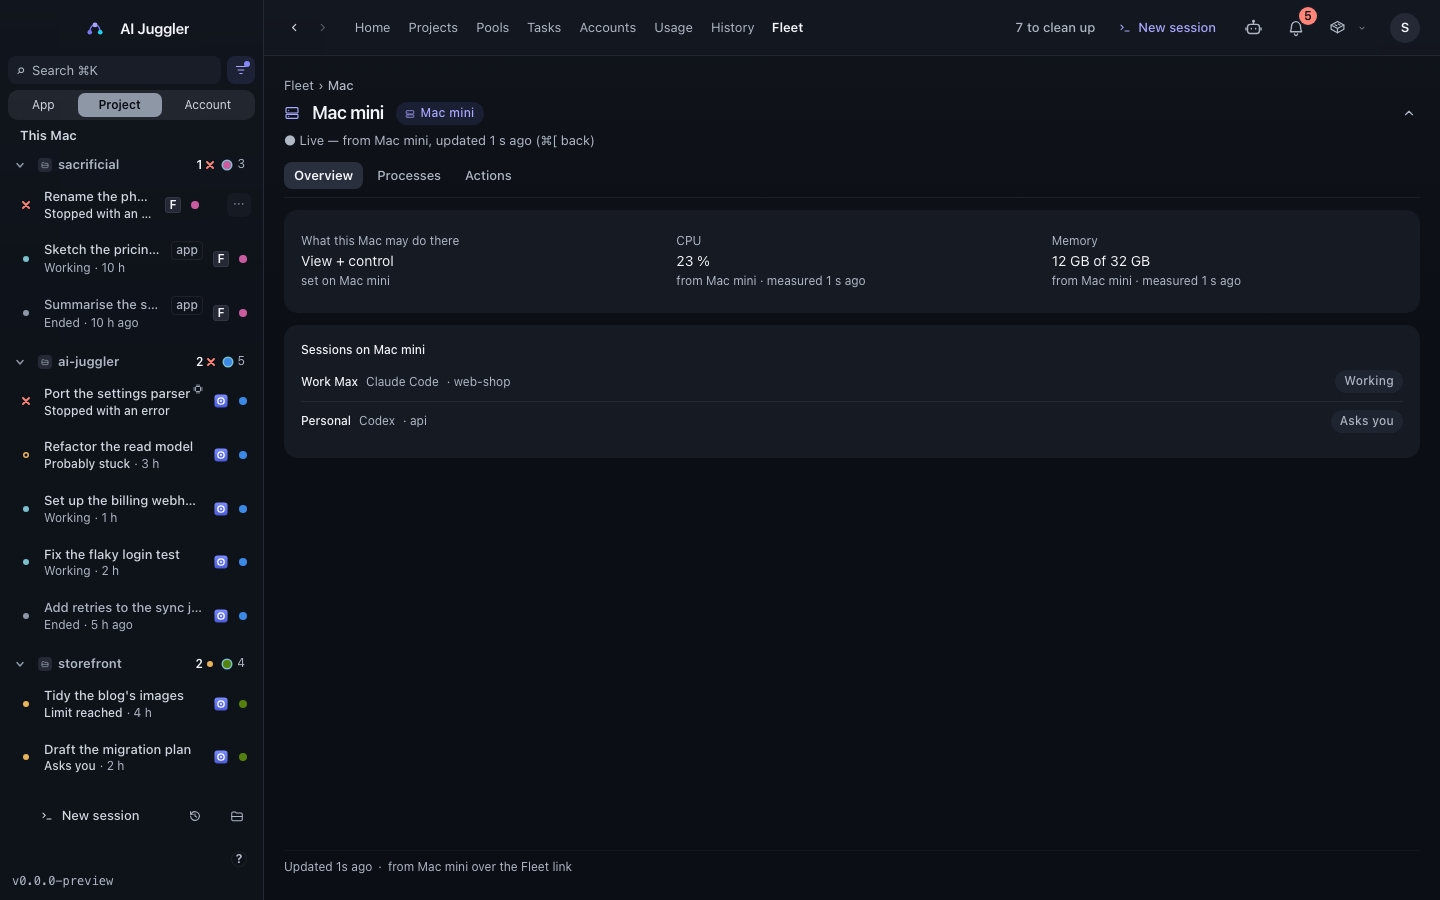 AI Juggler
Search ⌘K
App Project Account
This Mac
sacrificial 1 3
Rename the ph... F
Stopped with an ...
Sketch the pricin... app F
Working · 10 h
Summarise the s... app F
Ended · 10 h ago
ai-juggler 2 5
Port the settings parser
Stopped with an error
Refactor the read model
Probably stuck · 3 h
Set up the billing webh...
Working · 1 h
Fix the flaky login test
Working · 2 h
Add retries to the sync j...
Ended · 5 h ago
storefront 2 4
Tidy the blog's images
Limit reached · 4 h
Draft the migration plan
Asks you · 2 h
New session
?
v0.0.0-preview
Home Projects Pools Tasks Accounts Usage History Fleet
7 to clean up New session 5 S
Fleet › Mac
Mac mini Mac mini
Live — from Mac mini, updated 1 s ago (⌘[ back)
Overview Processes Actions
What this Mac may do there
View + control
set on Mac mini
CPU
23 %
from Mac mini · measured 1 s ago
Memory
12 GB of 32 GB
from Mac mini · measured 1 s ago
Sessions on Mac mini
Work Max Claude Code · web-shop Working
Personal Codex · api Asks you
Updated 1s ago · from Mac mini over the Fleet link